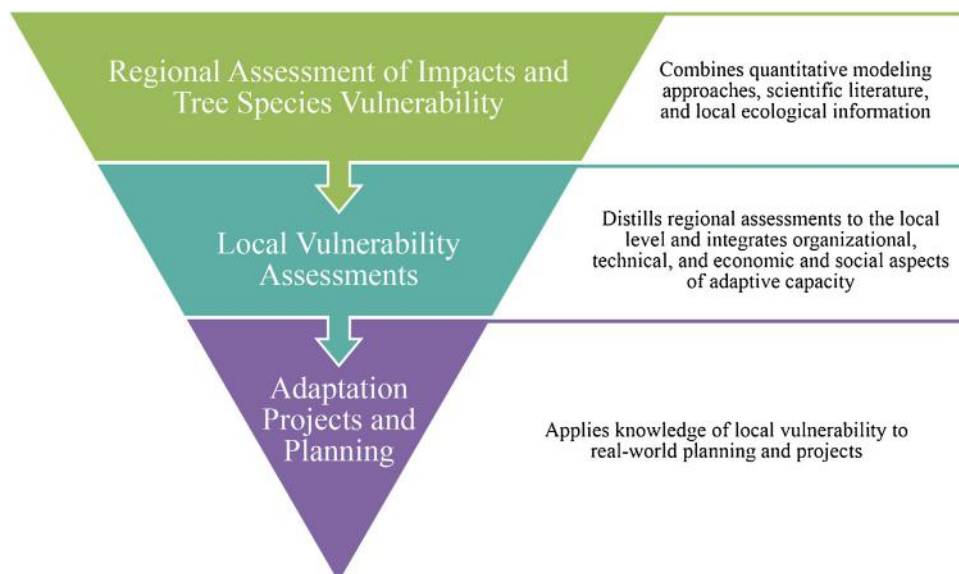 Regional Assessment of Impacts and
Tree Species Vulnerability
Combines quantitative modeling
approaches, scientific literature,
and local ecological information
Local Vulnerability
Assessments
Distills regional assessments to the local
level and integrates organizational,
technical, and economic and social aspects
of adaptive capacity
Adaptation
Projects and
Planning
Applies knowledge of local vulnerability to
real-world planning and projects